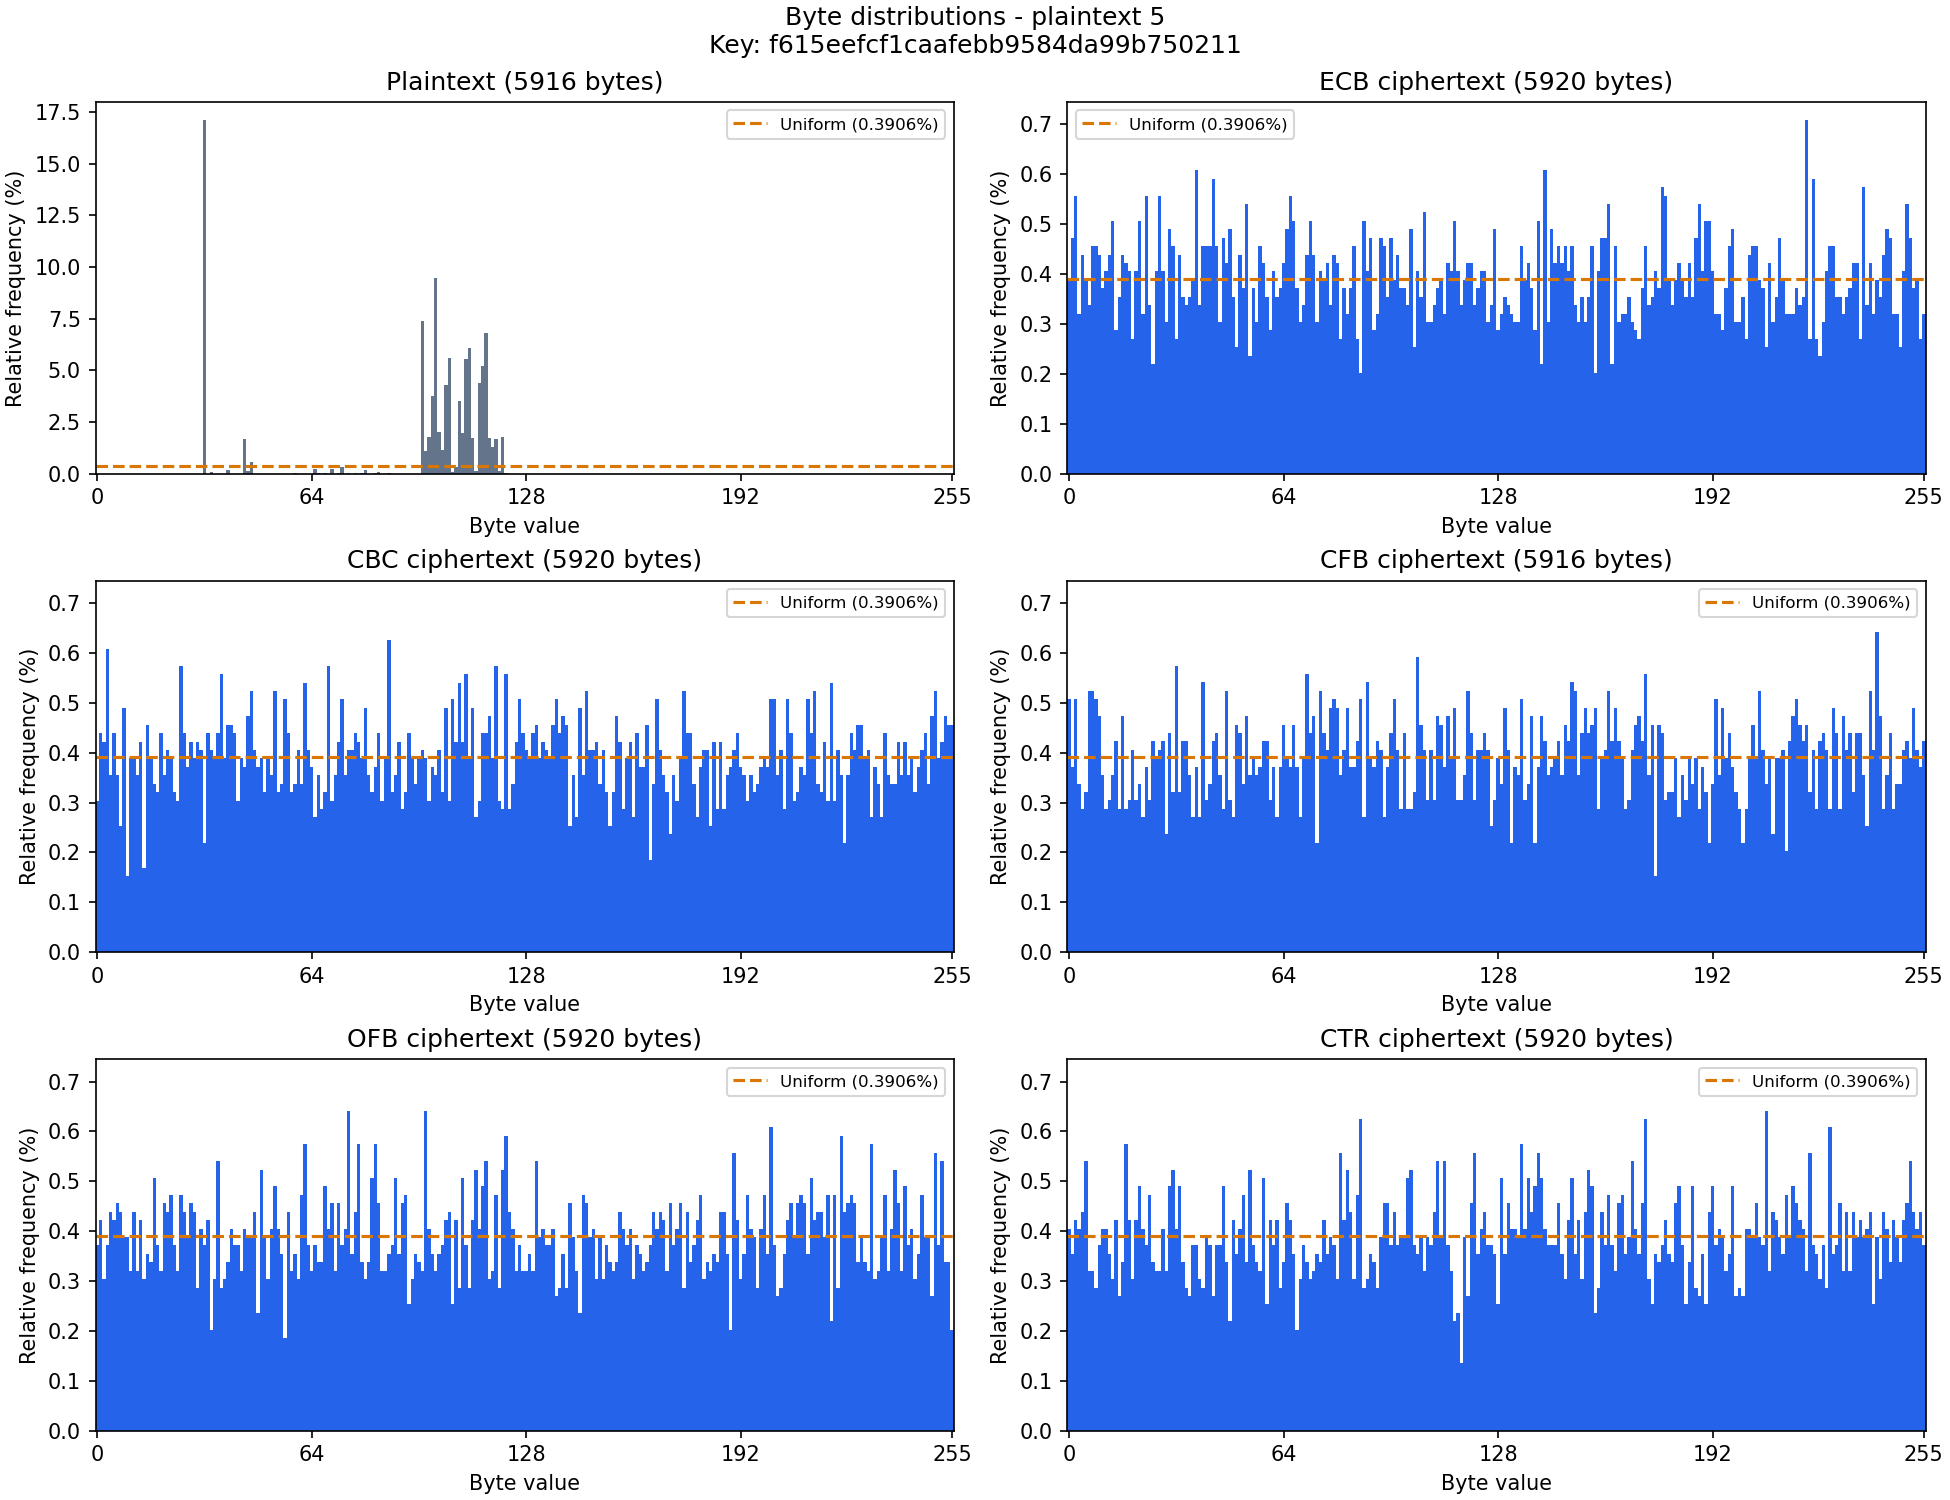 Byte distributions - plaintext 5
Key: f615eefcf1caafebb9584da99b750211
Plaintext (5916 bytes)
Relative frequency (%)
17.5
15.0
12.5
10.0
7.5
5.0
2.5
0.0
Uniform (0.3906%)
0 64 128 192 255
Byte value
ECB ciphertext (5920 bytes)
Relative frequency (%)
0.7
0.6
0.5
0.4
0.3
0.2
0.1
0.0
Uniform (0.3906%)
0 64 128 192 255
Byte value
CBC ciphertext (5920 bytes)
Relative frequency (%)
0.7
0.6
0.5
0.4
0.3
0.2
0.1
0.0
Uniform (0.3906%)
0 64 128 192 255
Byte value
CFB ciphertext (5916 bytes)
Relative frequency (%)
0.7
0.6
0.5
0.4
0.3
0.2
0.1
0.0
Uniform (0.3906%)
0 64 128 192 255
Byte value
OFB ciphertext (5920 bytes)
Relative frequency (%)
0.7
0.6
0.5
0.4
0.3
0.2
0.1
0.0
Uniform (0.3906%)
0 64 128 192 255
Byte value
CTR ciphertext (5920 bytes)
Relative frequency (%)
0.7
0.6
0.5
0.4
0.3
0.2
0.1
0.0
Uniform (0.3906%)
0 64 128 192 255
Byte value